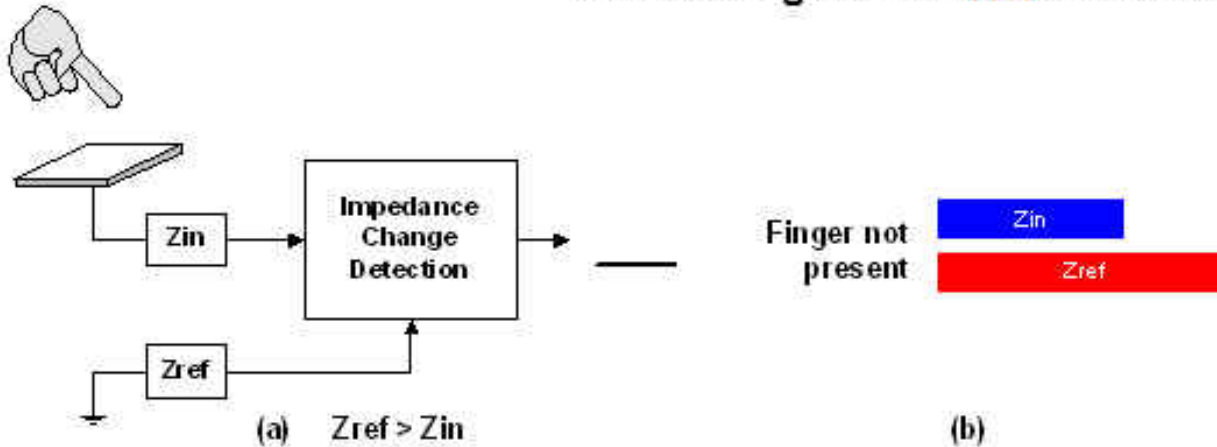 Zin
Impedance
Change
Detection
Zref
(a) Zref > Zin
Finger not
present
Zin
Zref
(b)